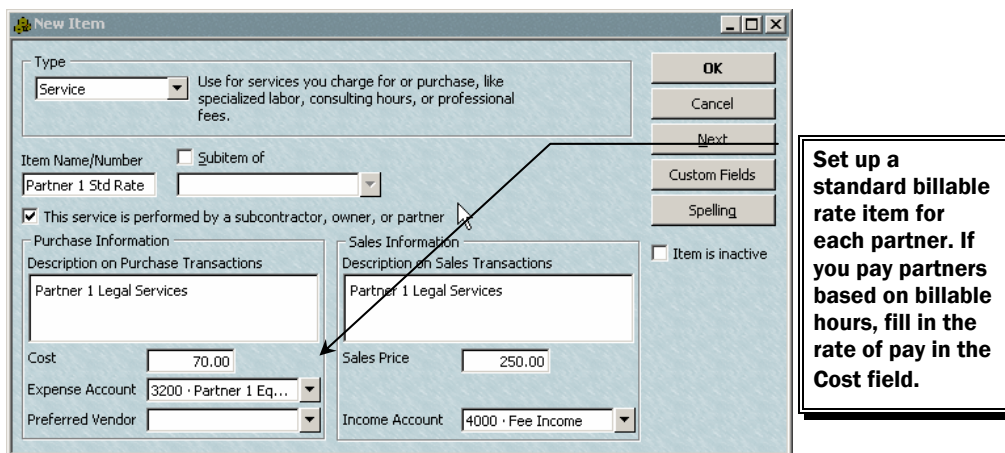 New Item
Type
Service
Use for services you charge for or purchase, like
specialized labor, consulting hours, or professional
fees.
OK
Cancel
Next
Custom Fields
Spelling
Item Name/Number
Subitem of
Partner 1 Std Rate
This service is performed by a subcontractor, owner, or partner
Item is inactive
Purchase Information
Description on Purchase Transactions
Partner 1 Legal Services
Cost
70.00
Expense Account
3200 · Partner 1 Eq...
Preferred Vendor
Sales Information
Description on Sales Transactions
Partner 1 Legal Services
Sales Price
250.00
Income Account
4000 · Fee Income
Set up a
standard billable
rate item for
each partner. If
you pay partners
based on billable
hours, fill in the
rate of pay in the
Cost field.